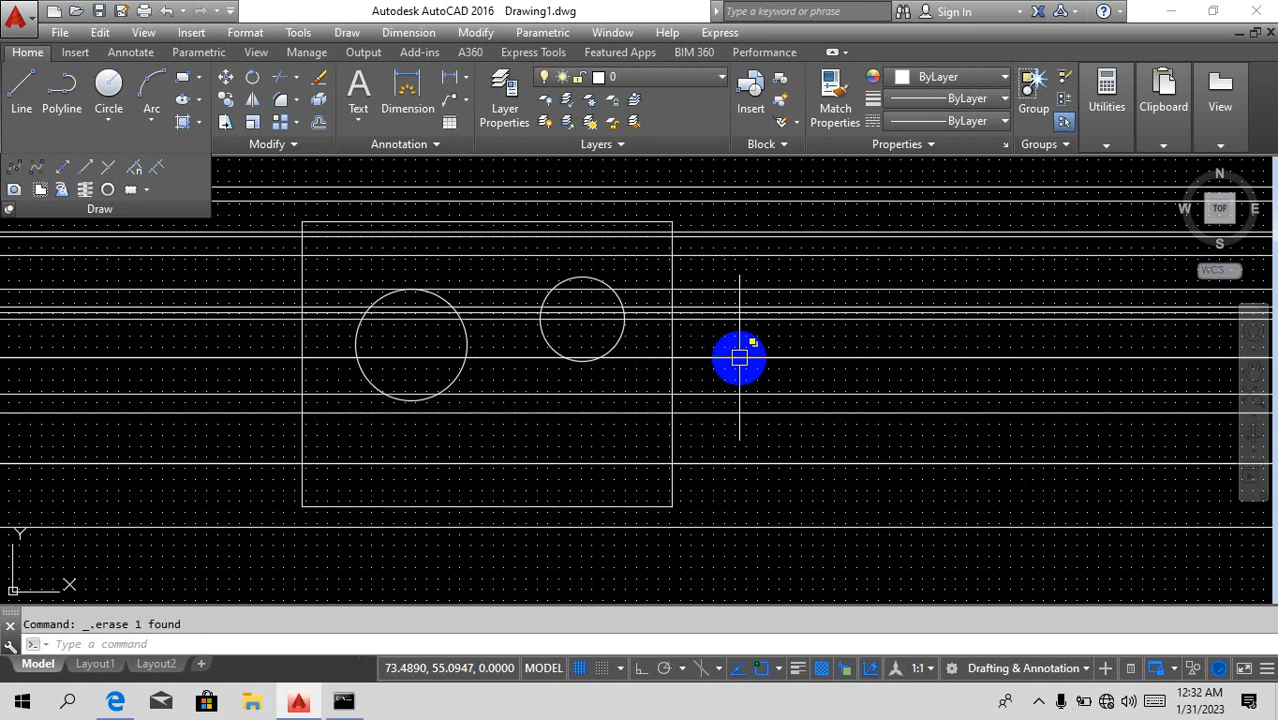 Autodesk AutoCAD 2016 Drawing1.dwg
Type a keyword or phrase
Sign In
File Edit View Insert Format Tools Draw Dimension Modify Parametric Window Help Express
Home Insert Annotate Parametric View Manage Output Add-ins A360 Express Tools Featured Apps BIM 360 Performance
Line Polyline Circle Arc
Text Dimension
Layer Properties
0
Insert
Match Properties
ByLayer
ByLayer
ByLayer
Group
Utilities
Clipboard
View
Modify Annotation Layers Block Properties Groups
Draw
N
W TOP E
S
WCS
Y
X
Command: _.erase 1 found
Type a command
Model Layout1 Layout2
73.4890, 55.0947, 0.0000 MODEL
1:1
Drafting & Annotation
12:32 AM
1/31/2023